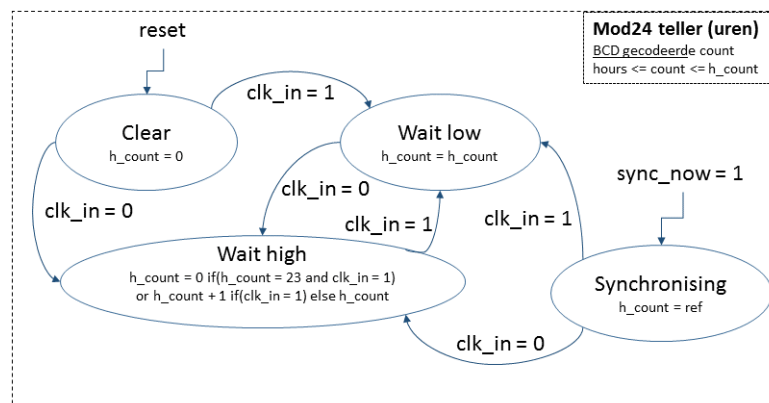 reset
Mod24 teller (uren)
BCD gecodeerde count
hours <= count <= h_count
clk_in = 1
Clear
h_count = 0
Wait low
h_count = h_count
sync_now = 1
clk_in = 0
clk_in = 0
clk_in = 1
clk_in = 1
Wait high
h_count = 0 if(h_count = 23 and clk_in = 1)
or h_count + 1 if(clk_in = 1) else h_count
Synchronising
h_count = ref
clk_in = 0